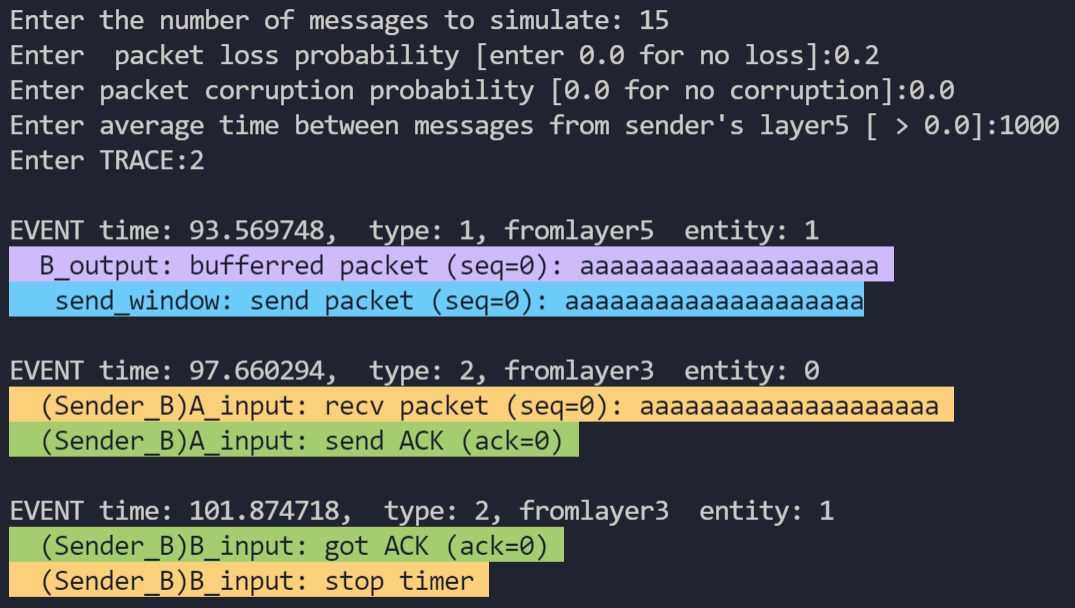 Enter the number of messages to simulate: 15
Enter  packet loss probability [enter 0.0 for no loss]:0.2
Enter packet corruption probability [0.0 for no corruption]:0.0
Enter average time between messages from sender's layer5 [ > 0.0]:1000
Enter TRACE:2
EVENT time: 93.569748,  type: 1, fromlayer5  entity: 1
B_output: bufferred packet (seq=0): aaaaaaaaaaaaaaaaaaaa
send_window: send packet (seq=0): aaaaaaaaaaaaaaaaaaaa
EVENT time: 97.660294,  type: 2, fromlayer3  entity: 0
(Sender_B)A_input: recv packet (seq=0): aaaaaaaaaaaaaaaaaaaa
(Sender_B)A_input: send ACK (ack=0)
EVENT time: 101.874718,  type: 2, fromlayer3  entity: 1
(Sender_B)B_input: got ACK (ack=0)
(Sender_B)B_input: stop timer